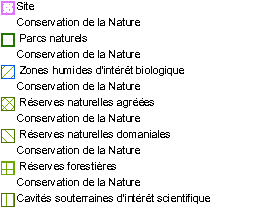 Site
Conservation de la Nature
Parcs naturels
Conservation de la Nature
Zones humides d'intérêt biologique
Conservation de la Nature
Réserves naturelles agréées
Conservation de la Nature
Réserves naturelles domaniales
Conservation de la Nature
Réserves forestières
Conservation de la Nature
Cavités souterraines d'intérêt scientifique